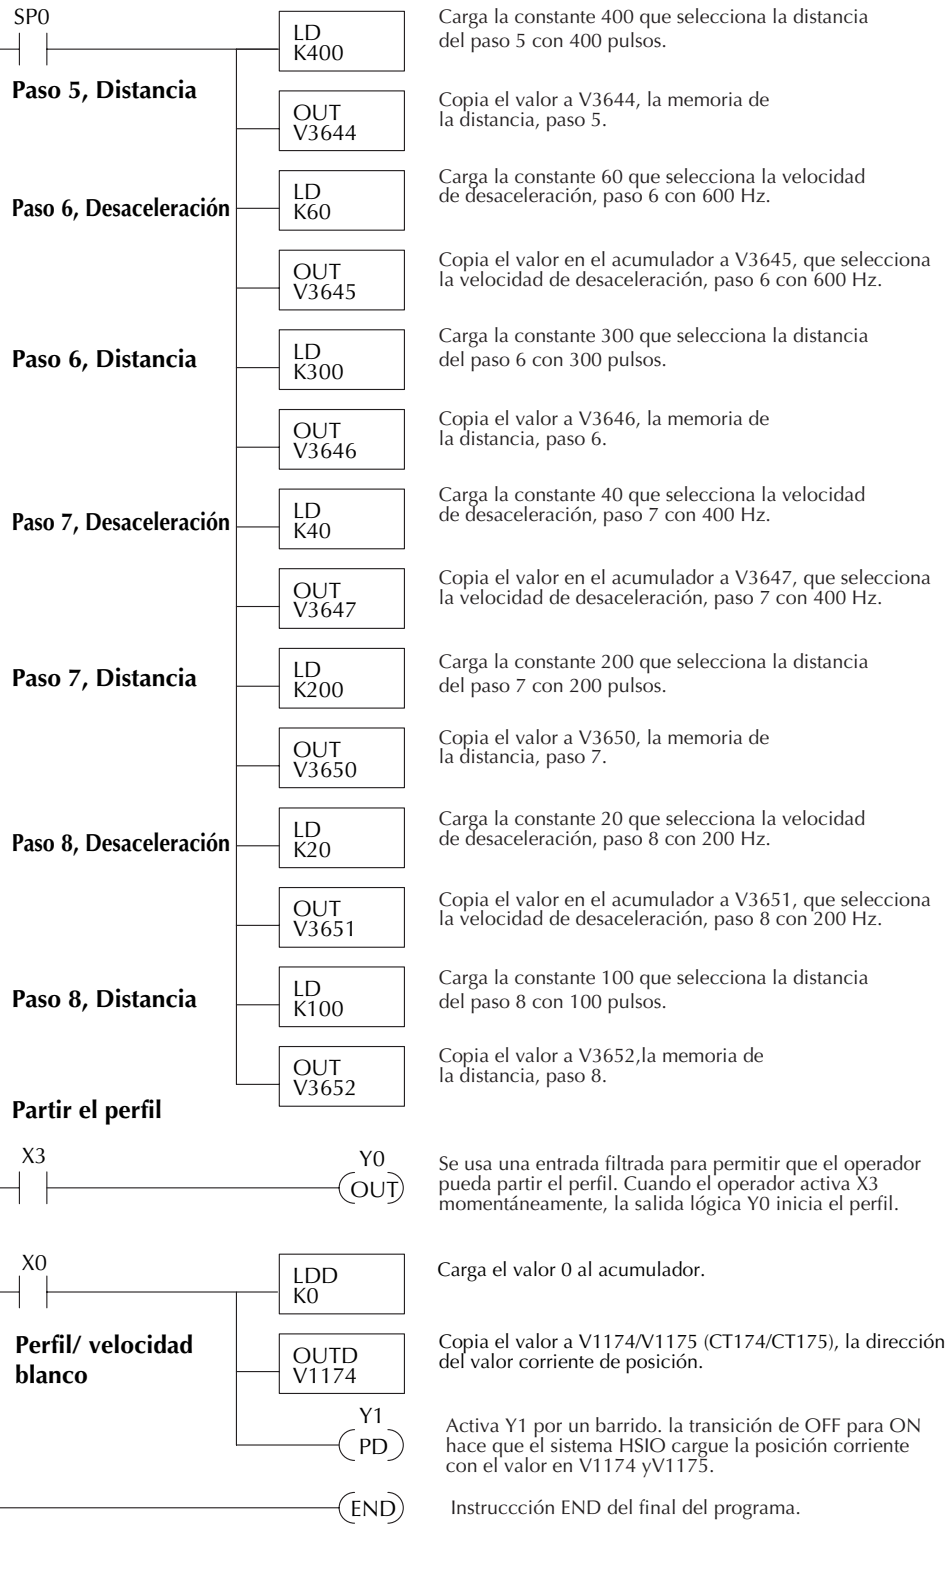 SP0
LD
K400
Carga la constante 400 que selecciona la distancia
del paso 5 con 400 pulsos.
Paso 5, Distancia
OUT
V3644
Copia el valor a V3644, la memoria de
la distancia, paso 5.
Paso 6, Desaceleración
LD
K60
Carga la constante 60 que selecciona la velocidad
de desaceleración, paso 6 con 600 Hz.
OUT
V3645
Copia el valor en el acumulador a V3645, que selecciona
la velocidad de desaceleración, paso 6 con 600 Hz.
Paso 6, Distancia
LD
K300
Carga la constante 300 que selecciona la distancia
del paso 6 con 300 pulsos.
OUT
V3646
Copia el valor a V3646, la memoria de
la distancia, paso 6.
Paso 7, Desaceleración
LD
K40
Carga la constante 40 que selecciona la velocidad
de desaceleración, paso 7 con 400 Hz.
OUT
V3647
Copia el valor en el acumulador a V3647, que selecciona
la velocidad de desaceleración, paso 7 con 400 Hz.
Paso 7, Distancia
LD
K200
Carga la constante 200 que selecciona la distancia
del paso 7 con 200 pulsos.
OUT
V3650
Copia el valor a V3650, la memoria de
la distancia, paso 7.
Paso 8, Desaceleración
LD
K20
Carga la constante 20 que selecciona la velocidad
de desaceleración, paso 8 con 200 Hz.
OUT
V3651
Copia el valor en el acumulador a V3651, que selecciona
la velocidad de desaceleración, paso 8 con 200 Hz.
Paso 8, Distancia
LD
K100
Carga la constante 100 que selecciona la distancia
del paso 8 con 100 pulsos.
OUT
V3652
Copia el valor a V3652,la memoria de
la distancia, paso 8.
Partir el perfil
X3
Y0
OUT
Se usa una entrada filtrada para permitir que el operador
pueda partir el perfil. Cuando el operador activa X3
momentáneamente, la salida lógica Y0 inicia el perfil.
X0
LDD
K0
Carga el valor 0 al acumulador.
Perfil/ velocidad
blanco
OUTD
V1174
Copia el valor a V1174/V1175 (CT174/CT175), la dirección
del valor corriente de posición.
Y1
PD
Activa Y1 por un barrido. la transición de OFF para ON
hace que el sistema HSIO cargue la posición corriente
con el valor en V1174 yV1175.
END
Instruccción END del final del programa.